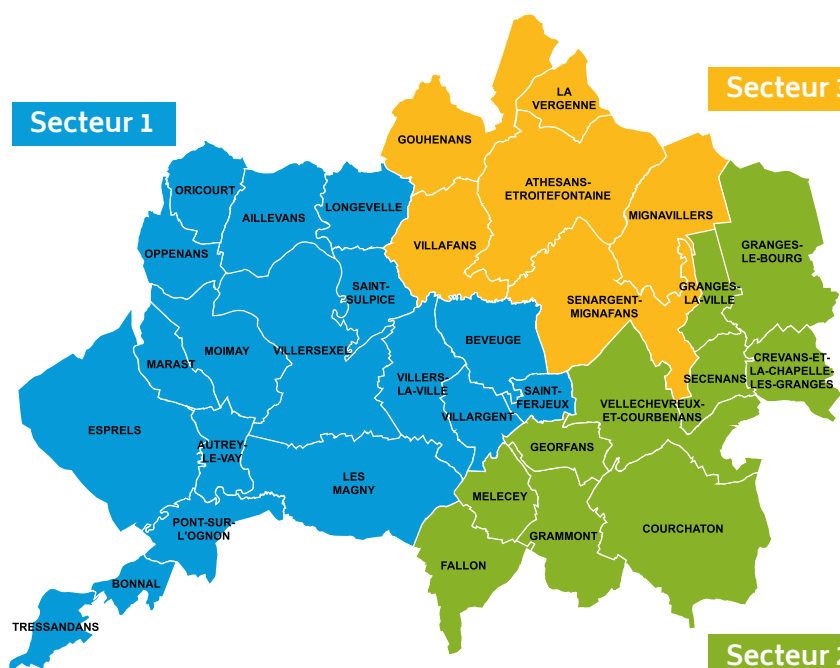 Secteur 3
LA
VERGENNE
Secteur 1
GOUHENANS
ATHESANS-
ETROITEFONTAINE
ORICOURT
LONGEVELLE
AILLEVANS
MIGNAVILLERS
VILLAFANS
GRANGES-
LE-BOURG
OPPENANS
SAINT-
SULPICE
GRANGES-
LA-VILLE
SENARGENT-
MIGNAFANS
BEVEUGE
MOIMAY
VILLERSEXEL
MARAST
CREVANS-ET-
LA-CHAPELLE-
LES-GRANGES
SECENANS
VILLERS-
LA-VILLE
SAINT-
FERJEUX
VELLECHEVREUX-
ET-COURBENANS
VILLARGENT
ESPRELS
AUTREY-
LE-VAY
GEORFANS
LES
MAGNY
MELECEY
PONT-SUR-
L'OGNON
GRAMMONT
COURCHATON
FALLON
BONNAL
TRESSANDANS
Secteur